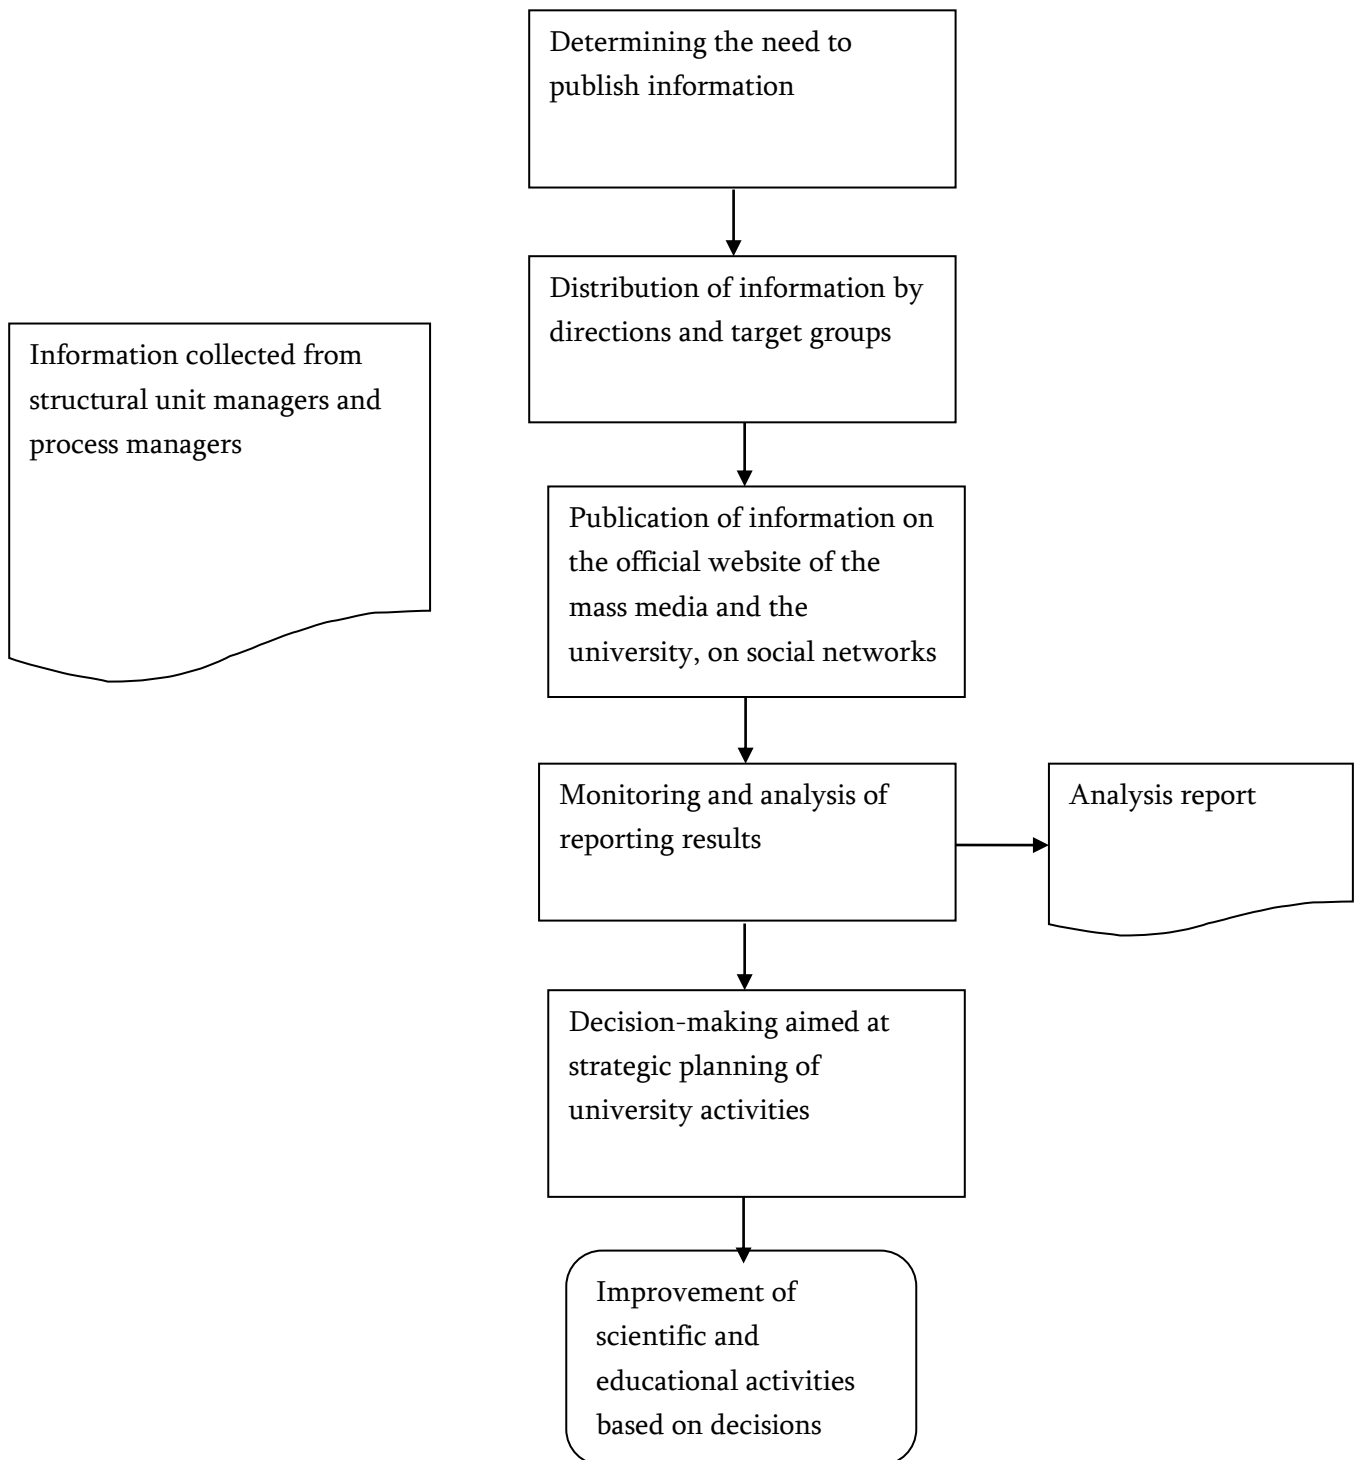 Determining the need to
publish information
Distribution of information by
directions and target groups
Information collected from
structural unit managers and
process managers
Publication of information on
the official website of the
mass media and the
university, on social networks
Monitoring and analysis of
reporting results
Analysis report
Decision-making aimed at
strategic planning of
university activities
Improvement of
scientific and
educational activities
based on decisions